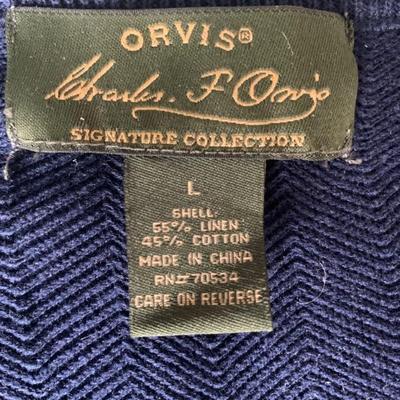 ORVIS®
Charles. F Orvis
SIGNATURE COLLECTION
L
SHELL:
55% LINEN
45% COTTON
MADE IN CHINA
RN# 70534
CARE ON REVERSE